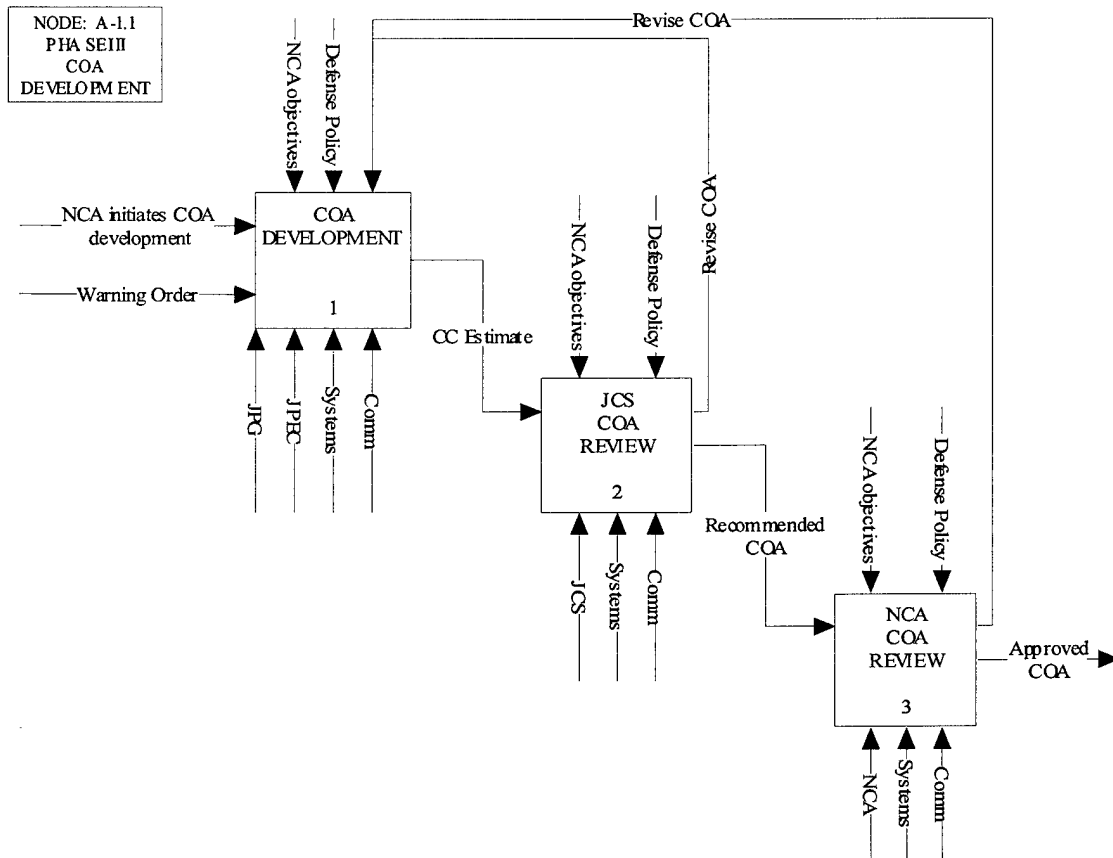 NODE: A-1.1
PHASE III
COA
DEVELOPMENT
Revise COA
NCA objectives
Defense Policy
Revise COA
NCA initiates COA
development
Warning Order
COA
DEVELOPMENT
1
JPG
JPEC
Systems
Comm
CC Estimate
NCA objectives
Defense Policy
JCS
COA
REVIEW
2
JCS
Systems
Comm
Recommended
COA
NCA objectives
Defense Policy
NCA
COA
REVIEW
3
Approved
COA
NCA
Systems
Comm